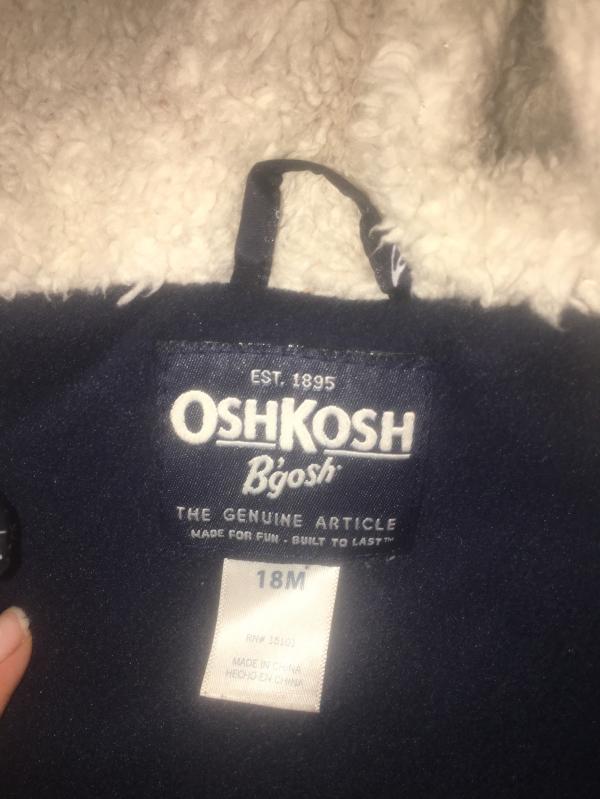 EST. 1895
OSHKOSH
B'gosh
THE GENUINE ARTICLE
MADE FOR FUN - BUILT TO LAST™
18M
RN# 15101
MADE IN CHINA
HECHO EN CHINA